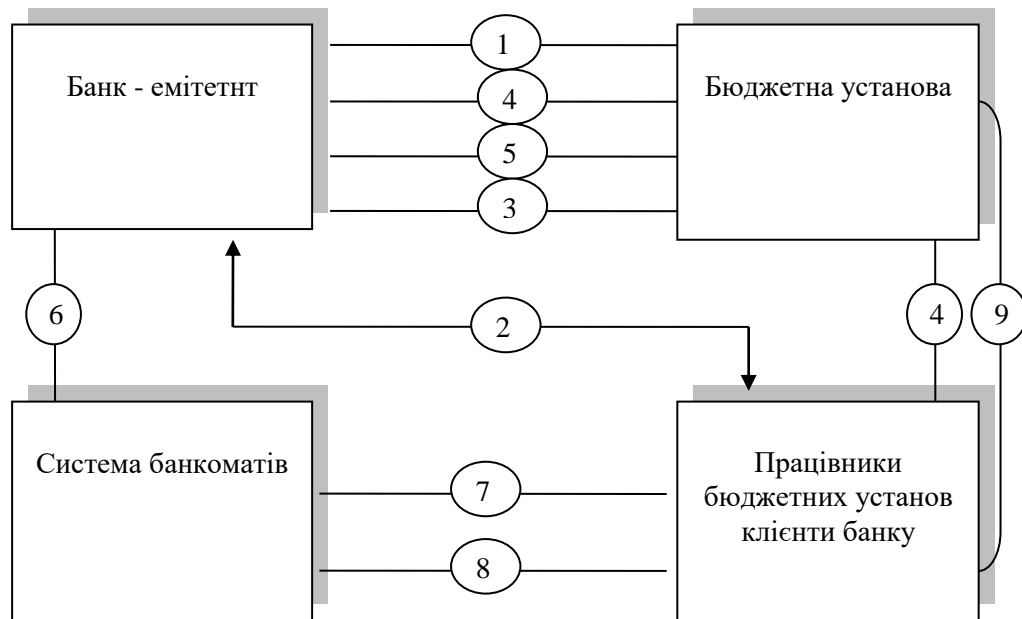 1
Банк - емітетнт
Бюджетна установа
4
5
3
6
2
4
9
Система банкоматів
Працівники
бюджетних установ
клієнти банку
7
8